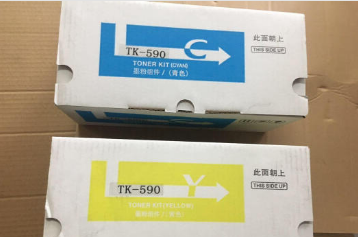 C
TK-590
TONER KIT(CYAN)
墨粉组件/(青色)
此面朝上
THIS SIDE UP
Y
TK-590
TONER KIT(YELLOW)
此面朝上
THIS SIDE UP